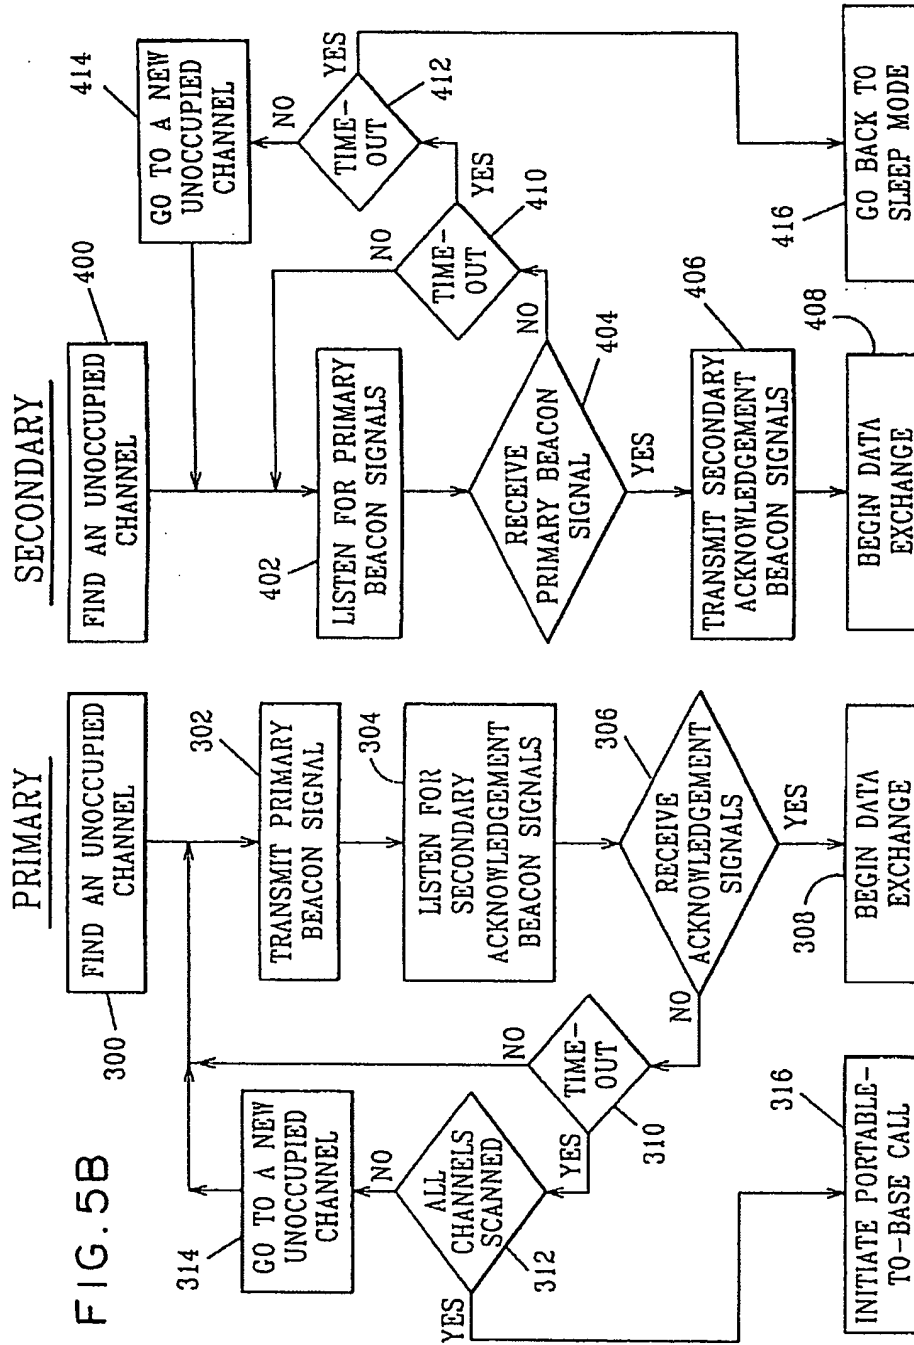 FIG. 5B
PRIMARY
300
FIND AN UNOCCUPIED
CHANNEL
302
TRANSMIT PRIMARY
BEACON SIGNAL
304
LISTEN FOR
SECONDARY
ACKNOWLEDGEMENT
BEACON SIGNALS
306
RECEIVE
ACKNOWLEDGEMENT
SIGNALS
YES
NO
308
BEGIN DATA
EXCHANGE
310
TIME-
OUT
NO
YES
312
ALL
CHANNELS
SCANNED
NO
YES
314
GO TO A NEW
UNOCCUPIED
CHANNEL
316
INITIATE PORTABLE-
TO-BASE CALL
SECONDARY
400
FIND AN UNOCCUPIED
CHANNEL
402
LISTEN FOR PRIMARY
BEACON SIGNALS
404
RECEIVE
PRIMARY BEACON
SIGNAL
YES
NO
406
TRANSMIT SECONDARY
ACKNOWLEDGEMENT
BEACON SIGNALS
408
BEGIN DATA
EXCHANGE
410
TIME-
OUT
NO
YES
412
TIME-
OUT
NO
YES
414
GO TO A NEW
UNOCCUPIED
CHANNEL
416
GO BACK TO
SLEEP MODE